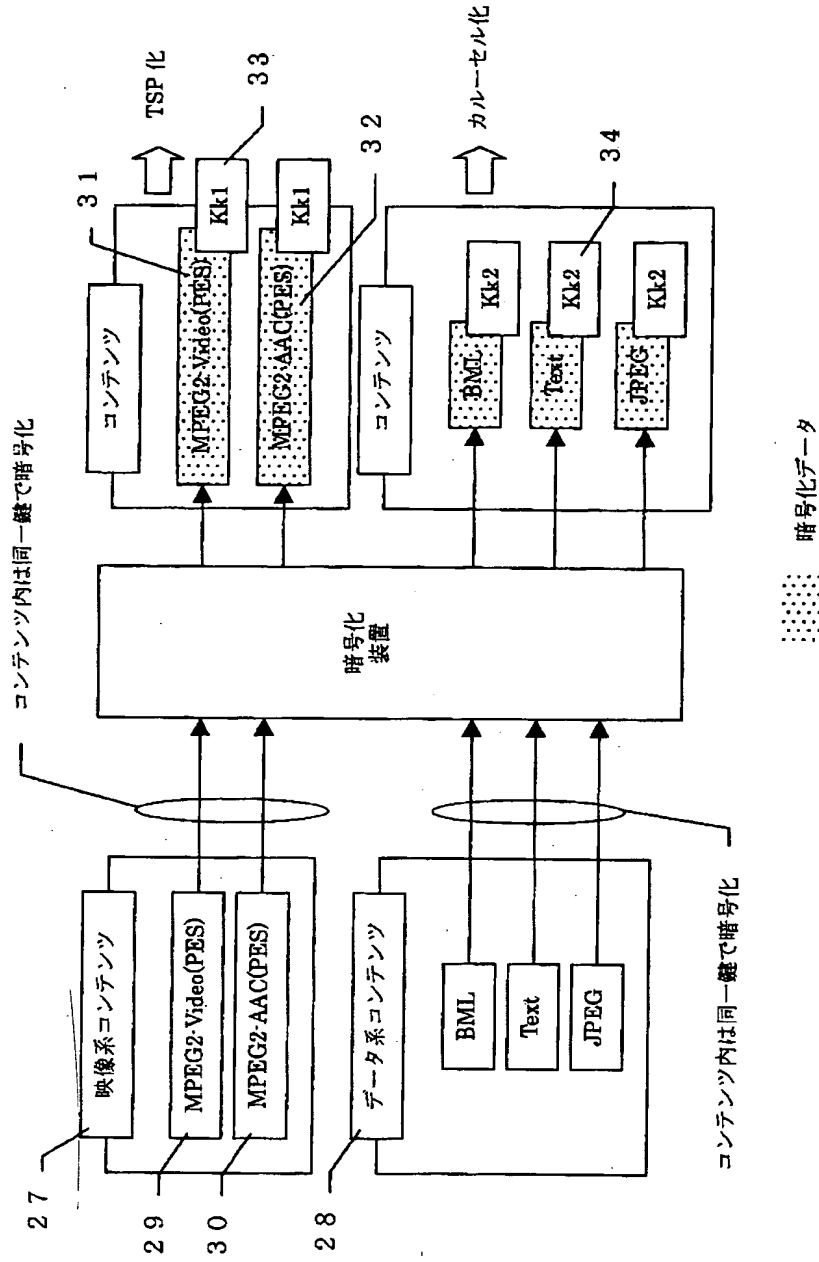 コンテンツ内は同一鍵で暗号化
27
映像系コンテンツ
29
MPEG2-Video(PES)
30
MPEG2-AAC(PES)
28
データ系コンテンツ
BML
Text
JPEG
コンテンツ内は同一鍵で暗号化
暗号化
装置
コンテンツ
31
MPEG2-Video(PES)
Kk1
33
MPEG2-AAC(PES)
Kk1
32
TSP化
コンテンツ
BML
Kk2
Text
Kk2
34
JPEG
Kk2
カルーセル化
暗号化データ